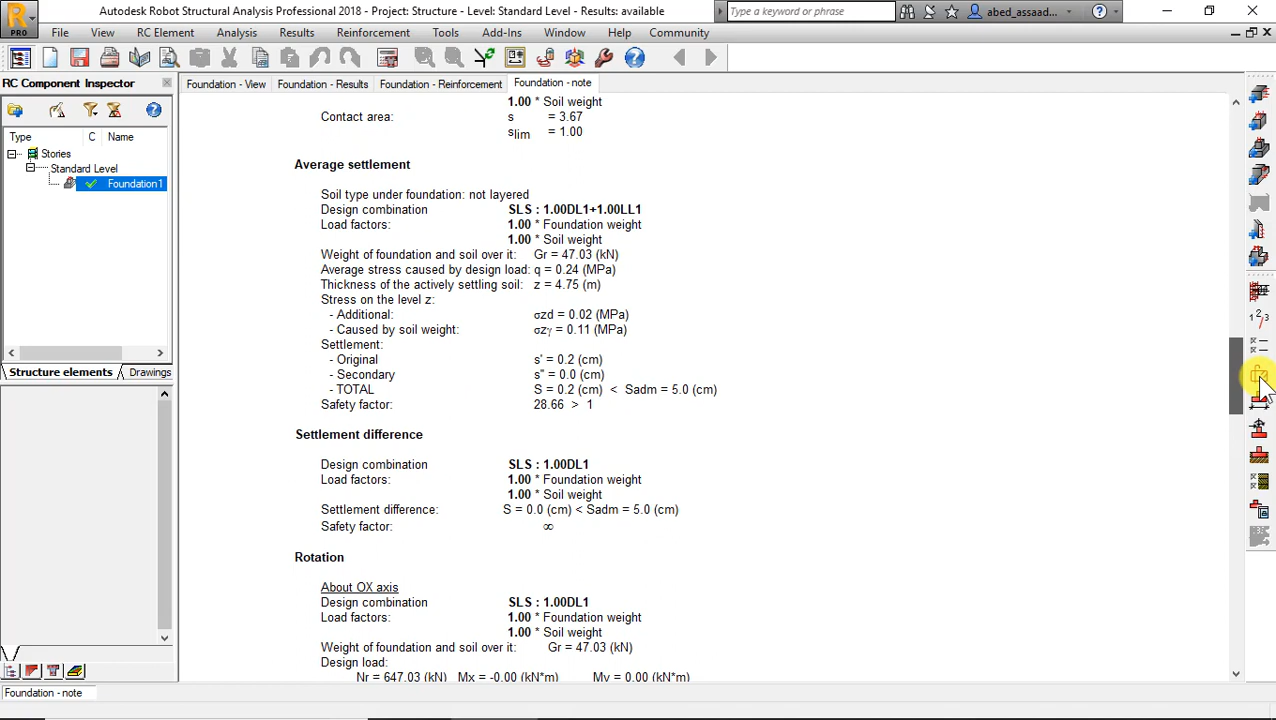 Autodesk Robot Structural Analysis Professional 2018 - Project: Structure - Level: Standard Level - Results: available
Type a keyword or phrase
abed_assaad...
PRO
File View RC Element Analysis Results Reinforcement Tools Add-Ins Window Help Community
RC Component Inspector
Foundation - View Foundation - Results Foundation - Reinforcement Foundation - note
Type C Name
Stories
Standard Level
Foundation1
Structure elements Drawings
1.00 * Soil weight
Contact area: s = 3.67
slim = 1.00
Average settlement
Soil type under foundation: not layered
Design combination SLS : 1.00DL1+1.00LL1
Load factors: 1.00 * Foundation weight
1.00 * Soil weight
Weight of foundation and soil over it: Gr = 47.03 (kN)
Average stress caused by design load: q = 0.24 (MPa)
Thickness of the actively settling soil: z = 4.75 (m)
Stress on the level z:
- Additional: σzd = 0.02 (MPa)
- Caused by soil weight: σzγ = 0.11 (MPa)
Settlement:
- Original s' = 0.2 (cm)
- Secondary s" = 0.0 (cm)
- TOTAL S = 0.2 (cm) < Sadm = 5.0 (cm)
Safety factor: 28.66 > 1
Settlement difference
Design combination SLS : 1.00DL1
Load factors: 1.00 * Foundation weight
1.00 * Soil weight
Settlement difference: S = 0.0 (cm) < Sadm = 5.0 (cm)
Safety factor: ∞
Rotation
About OX axis
Design combination SLS : 1.00DL1
Load factors: 1.00 * Foundation weight
1.00 * Soil weight
Weight of foundation and soil over it: Gr = 47.03 (kN)
Design load:
Nr = 647.03 (kN) Mx = -0.00 (kN*m) My = 0.00 (kN*m)
Foundation - note